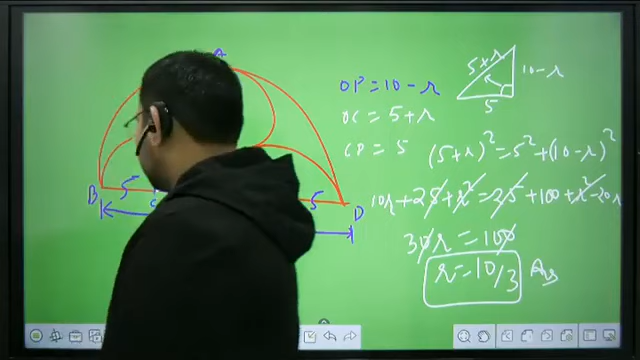 A
B
5
5
D
OP = 10 - r
OC = 5 + r
CP = 5
5 + r
10 - r
5
(5+r)² = 5² + (10-r)²
10r + 25 + r² = 25 + 100 + r² - 20r
30r = 100
r = 10/3 Ans